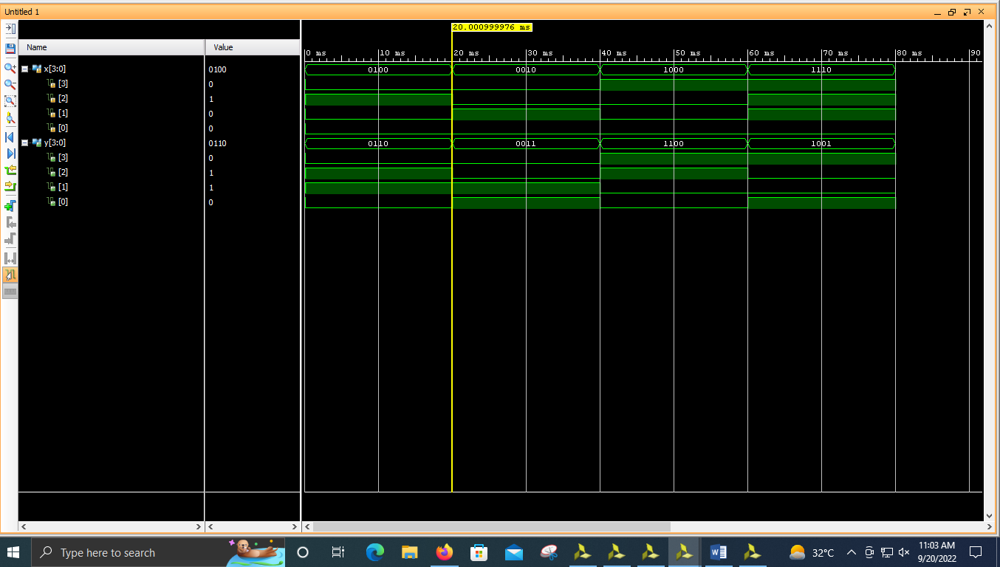 Untitled 1
20.000999976 ms
Name Value
0 ms 10 ms 20 ms 30 ms 40 ms 50 ms 60 ms 70 ms 80 ms 90
x[3:0] 0100 0100 0010 1000 1110
[3] 0
[2] 1
[1] 0
[0] 0
y[3:0] 0110 0110 0011 1100 1001
[3] 0
[2] 1
[1] 1
[0] 0
Type here to search
32°C
11:03 AM
9/20/2022